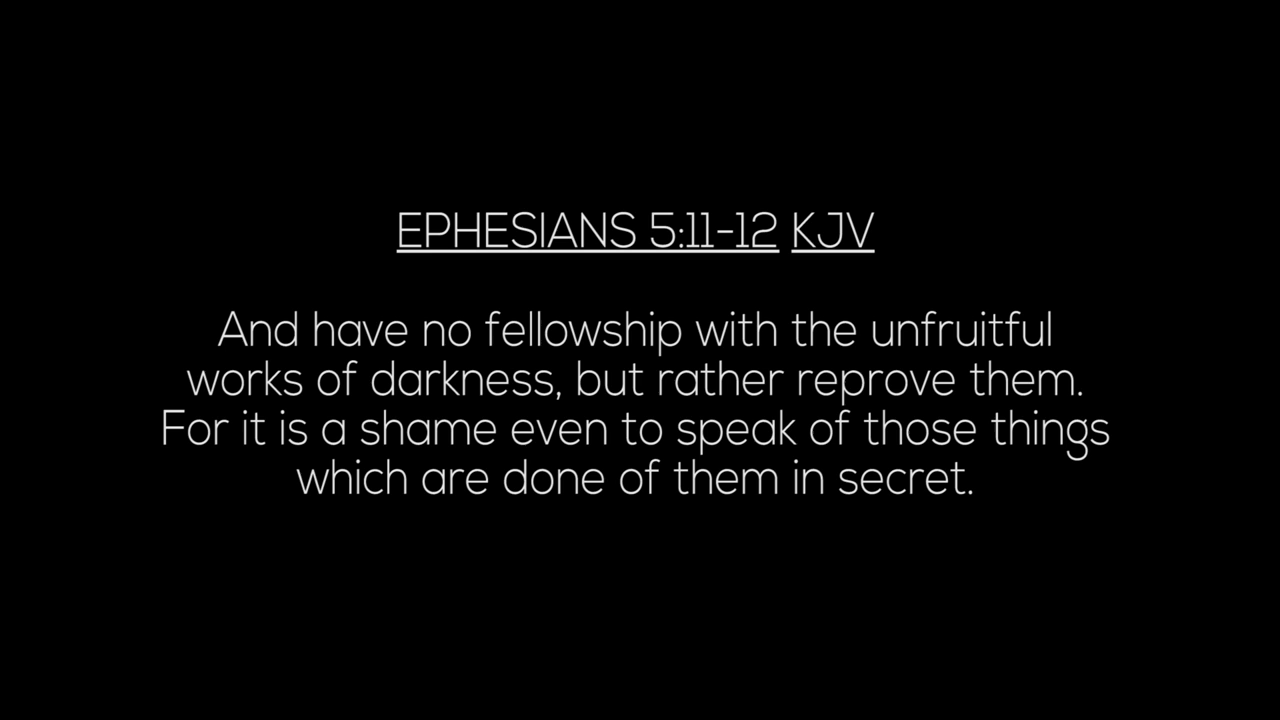 EPHESIANS 5:11-12 KJV
And have no fellowship with the unfruitful
works of darkness, but rather reprove them.
For it is a shame even to speak of those things
which are done of them in secret.